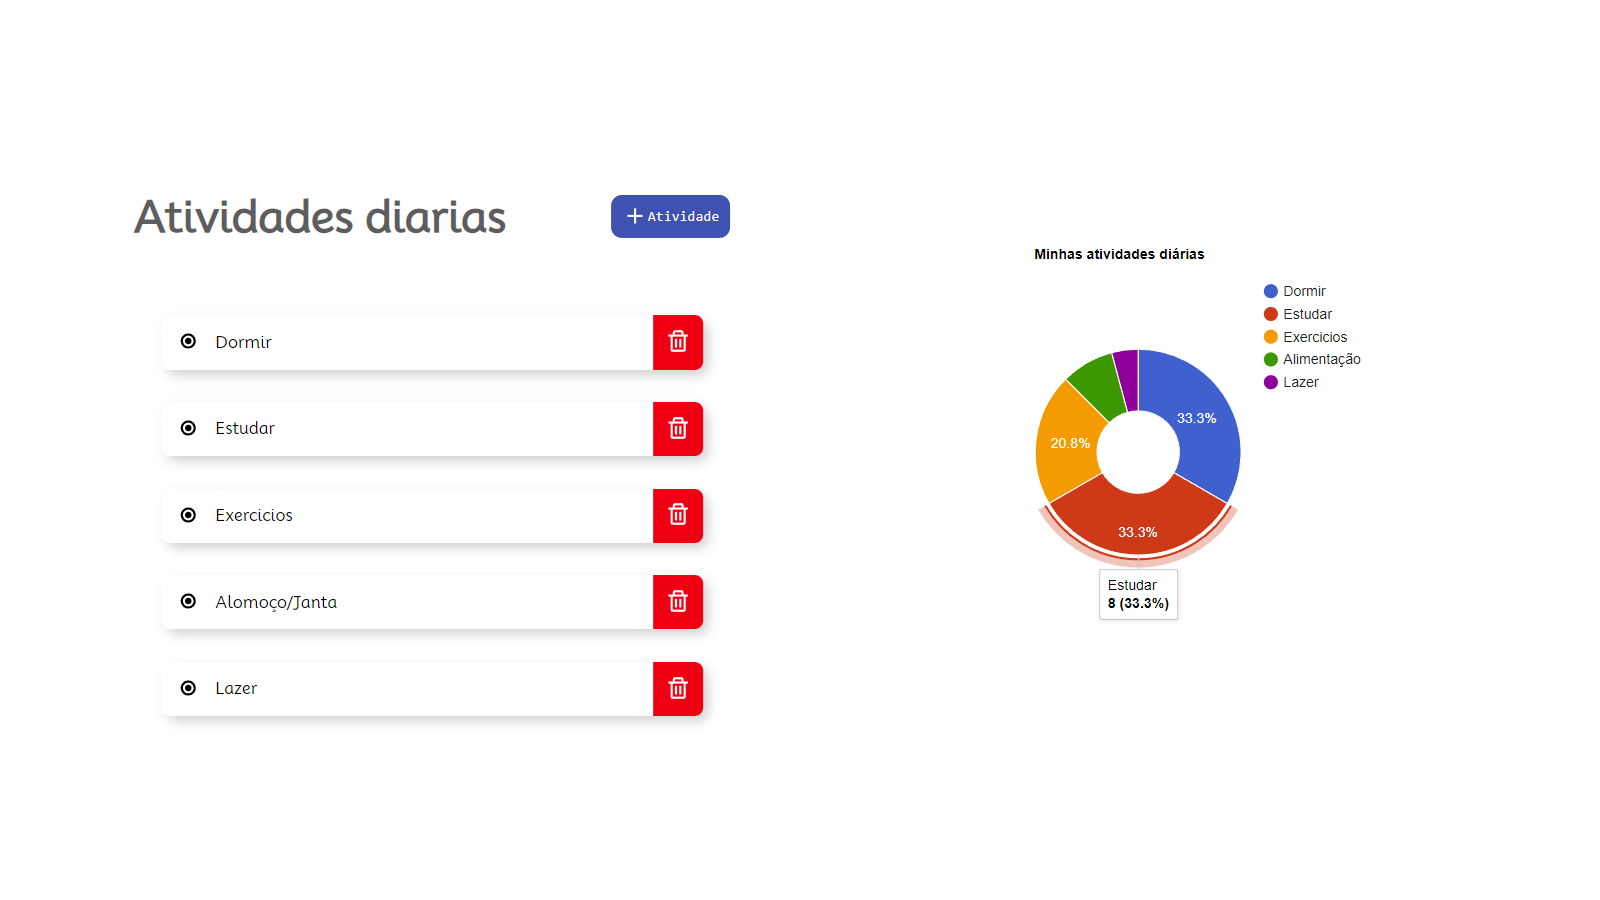 Atividades diarias
Atividade
Dormir
Estudar
Exercicios
Alomoço/Janta
Lazer
Minhas atividades diárias
Dormir
Estudar
Exercicios
Alimentação
Lazer
33.3%
20.8%
33.3%
Estudar
8 (33.3%)